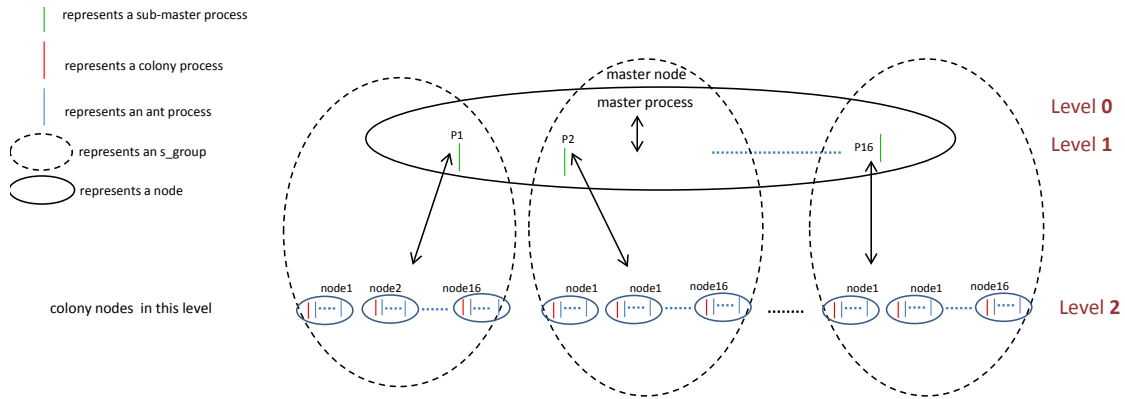 represents a sub-master process
represents a colony process
represents an ant process
represents an s_group
represents a node
master node
master process
Level 0
P1
P2
P16
Level 1
node1
node2
node16
node1
node1
node16
node1
node1
node16
colony nodes in this level
Level 2